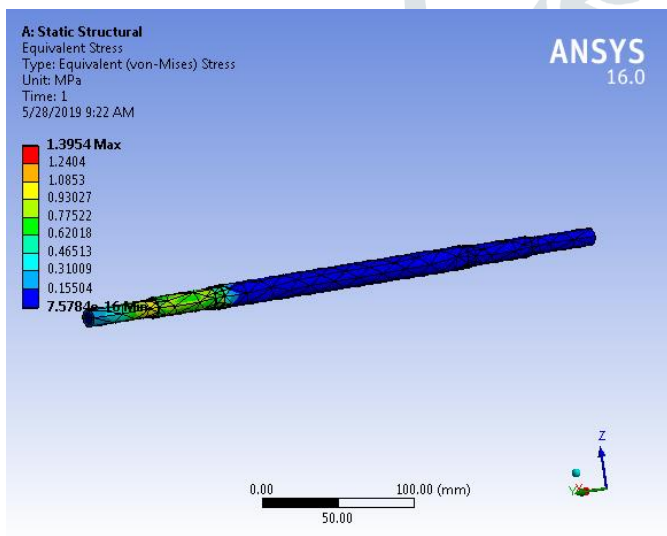 A: Static Structural
Equivalent Stress
Type: Equivalent (von-Mises) Stress
Unit: MPa
Time: 1
5/28/2019 9:22 AM
ANSYS
16.0
1.3954 Max
1.2404
1.0853
0.93027
0.77522
0.62018
0.46513
0.31009
0.15504
7.5784e-16 Min
Z
Y
X
0.00
100.00 (mm)
50.00